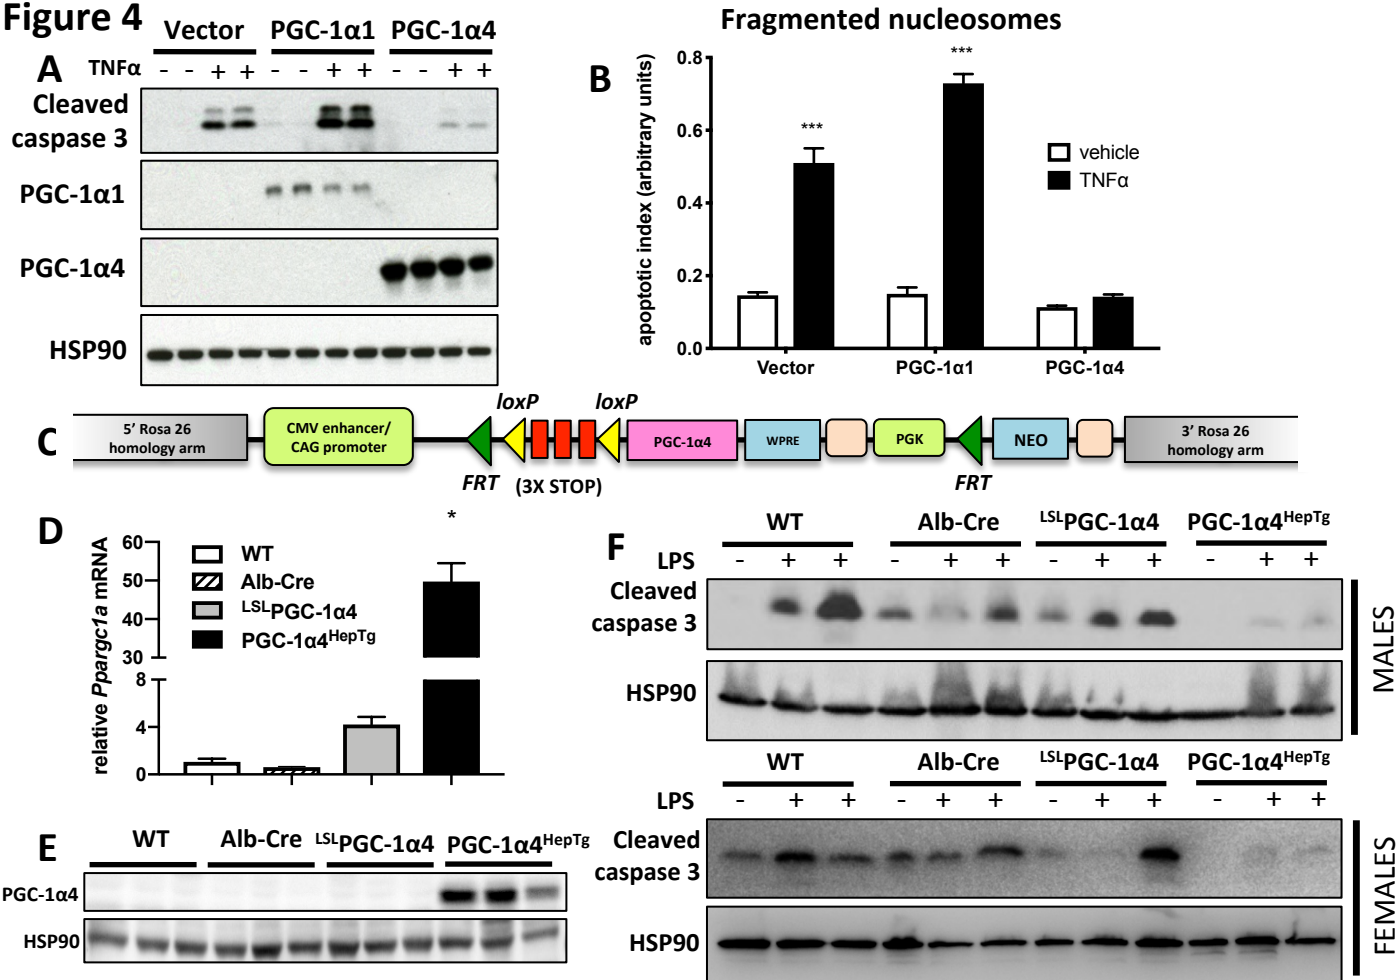 Figure 4
Vector PGC-1α1 PGC-1α4
A TNFα - - + + - - + + - - + +
Cleaved
caspase 3
PGC-1α1
PGC-1α4
HSP90
Fragmented nucleosomes
B
apoptotic index (arbitrary units)
0.8
0.6
0.4
0.2
0.0
***
***
vehicle
TNFα
Vector PGC-1α1 PGC-1α4
C
loxP loxP
5' Rosa 26
homology arm
CMV enhancer/
CAG promoter
PGC-1α4
WPRE
PGK
NEO
3' Rosa 26
homology arm
FRT (3X STOP) FRT
D
relative Ppargc1a mRNA
60
50
40
30
8
4
0
*
WT
Alb-Cre
LSLPGC-1α4
PGC-1α4HepTg
E
WT Alb-Cre LSLPGC-1α4 PGC-1α4HepTg
PGC-1α4
HSP90
F
WT Alb-Cre LSLPGC-1α4 PGC-1α4HepTg
LPS - + + - + + - + + - + +
Cleaved
caspase 3
HSP90
MALES
WT Alb-Cre LSLPGC-1α4 PGC-1α4HepTg
LPS - + + - + + - + + - + +
Cleaved
caspase 3
HSP90
FEMALES